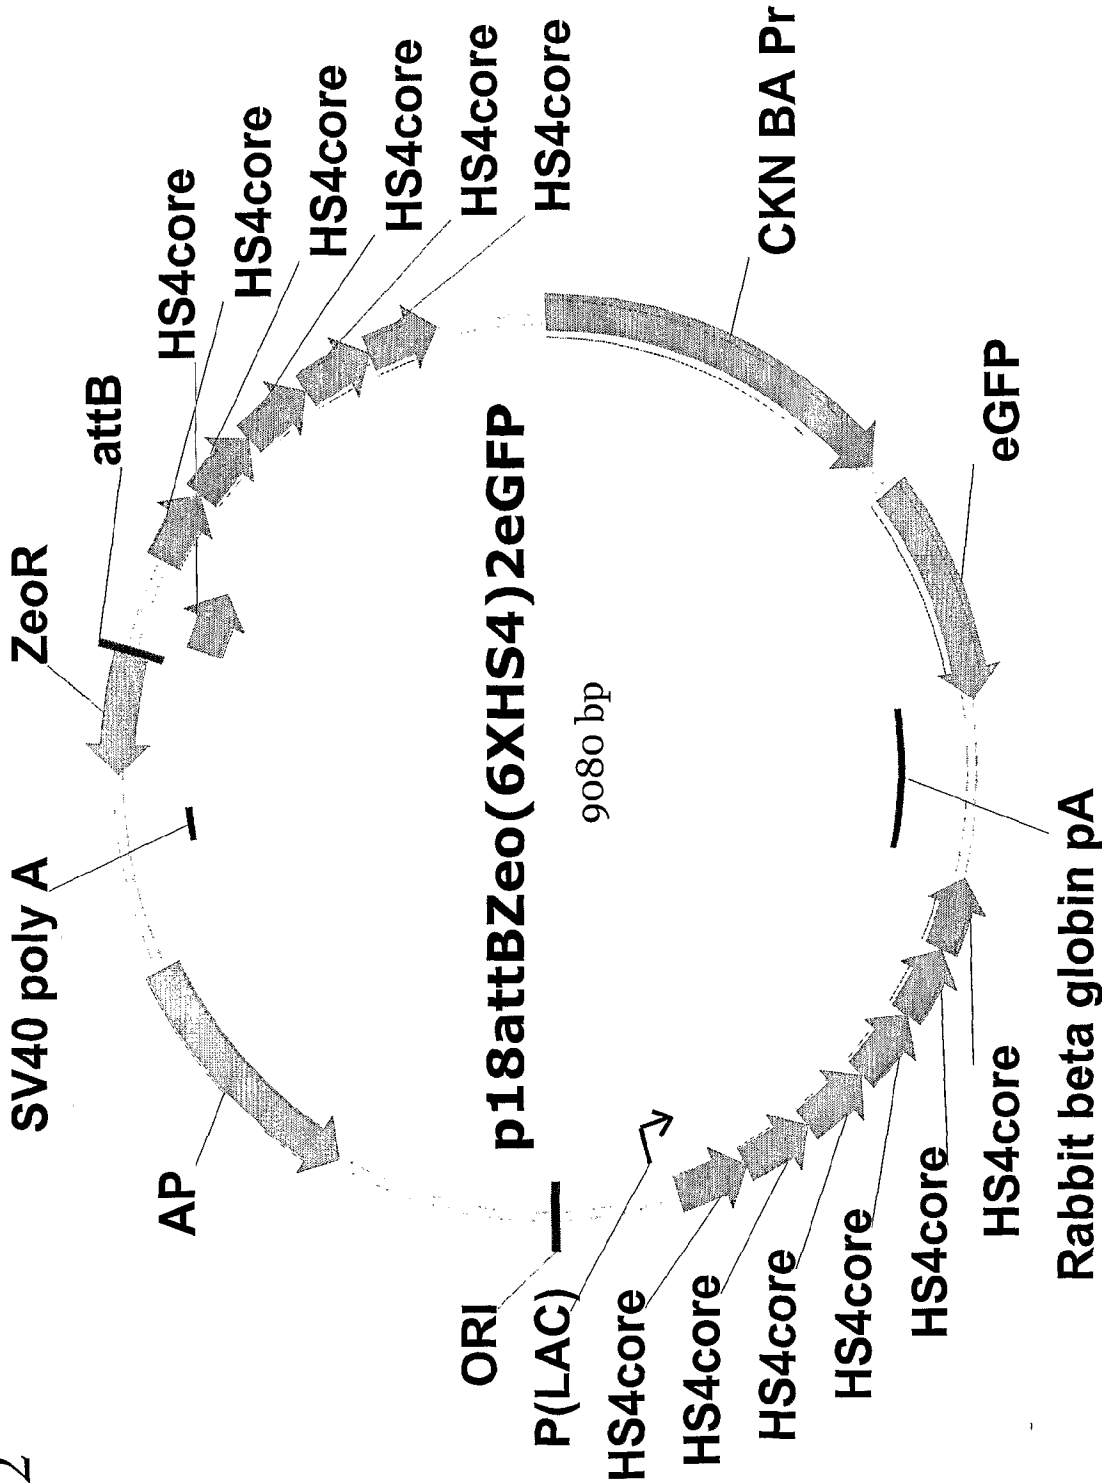 2
SV40 poly A
ZeoR
attB
HS4core
HS4core
HS4core
HS4core
HS4core
HS4core
AP
ORI
P(LAC)
p18attBZeo(6XHS4)2eGFP
9080 bp
HS4core
HS4core
HS4core
HS4core
HS4core
HS4core
CKN BA Pr
eGFP
Rabbit beta globin pA